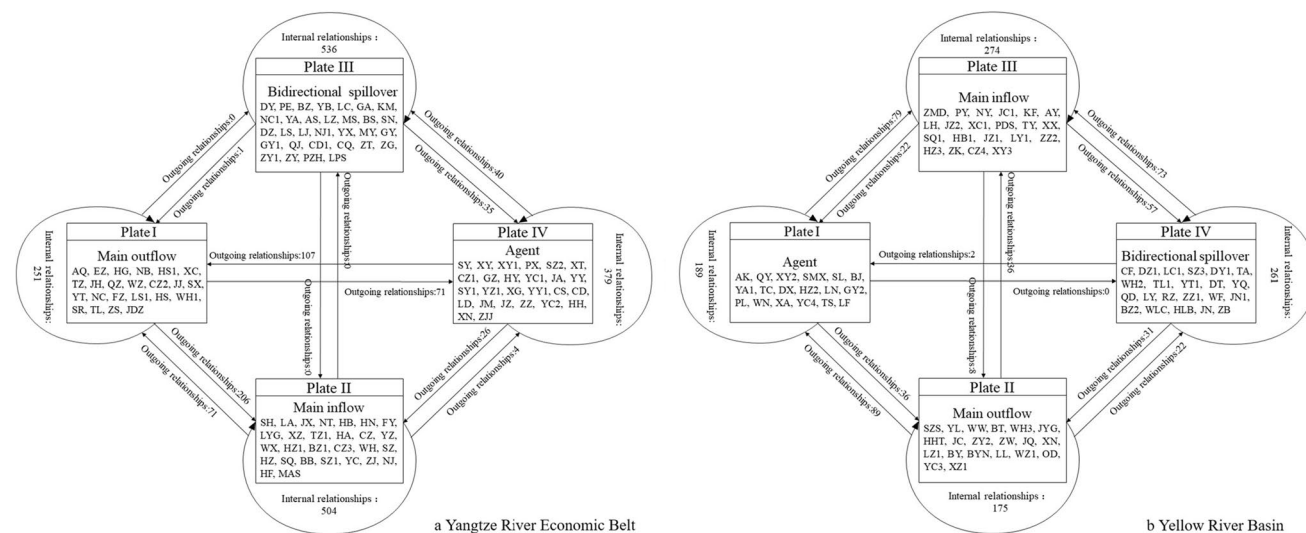 Internal relationships :
536
Plate III
Bidirectional spillover
DY, PE, BZ, YB, LC, GA, KM,
NC1, YA, AS, LZ, MS, BS, SN,
DZ, LS, LJ, NJ1, YX, MY, GY,
GY1, QJ, CD1, CQ, ZT, ZG,
ZY1, ZY, PZH, LPS
Outgoing relationships:0
Outgoing relationships:1
Outgoing relationships:40
Outgoing relationships:35
Outgoing relationships:0
Outgoing relationships:0
Internal relationships:
251
Plate I
Main outflow
AQ, EZ, HG, NB, HS1, XC,
TZ, JH, QZ, WZ, CZ2, JJ, SX,
YT, NC, FZ, LS1, HS, WH1,
SR, TL, ZS, JDZ
Outgoing relationships:107
Outgoing relationships:71
Plate IV
Agent
SY, XY, XY1, PX, SZ2, XT,
CZ1, GZ, HY, YC1, JA, YY,
SY1, YZ1, XG, YY1, CS, CD,
LD, JM, JZ, ZZ, YC2, HH,
XN, ZJJ
Internal relationships:
379
Outgoing relationships:206
Outgoing relationships:71
Outgoing relationships:26
Outgoing relationships:4
Plate II
Main inflow
SH, LA, JX, NT, HB, HN, FY,
LYG, XZ, TZ1, HA, CZ, YZ,
WX, HZ1, BZ1, CZ3, WH, SZ,
HZ, SQ, BB, SZ1, YC, ZJ, NJ,
HF, MAS
Internal relationships :
504
a Yangtze River Economic Belt
Internal relationships :
274
Plate III
Main inflow
ZMD, PY, NY, JC1, KF, AY,
LH, JZ2, XC1, PDS, TY, XX,
SQ1, HB1, JZ1, LY1, ZZ2,
HZ3, ZK, CZ4, XY3
Outgoing relationships:79
Outgoing relationships:22
Outgoing relationships:73
Outgoing relationships:57
Outgoing relationships:36
Outgoing relationships:8
Internal relationships:
189
Plate I
Agent
AK, QY, XY2, SMX, SL, BJ,
YA1, TC, DX, HZ2, LN, GY2,
PL, WN, XA, YC4, TS, LF
Outgoing relationships:2
Outgoing relationships:0
Plate IV
Bidirectional spillover
CF, DZ1, LC1, SZ3, DY1, TA,
WH2, TL1, YT1, DT, YQ,
QD, LY, RZ, ZZ1, WF, JN1,
BZ2, WLC, HLB, JN, ZB
Internal relationships:
261
Outgoing relationships:36
Outgoing relationships:89
Outgoing relationships:31
Outgoing relationships:22
Plate II
Main outflow
SZS, YL, WW, BT, WH3, JYG,
HHT, JC, ZY2, ZW, JQ, XN,
LZ1, BY, BYN, LL, WZ1, OD,
YC3, XZ1
Internal relationships :
175
b Yellow River Basin